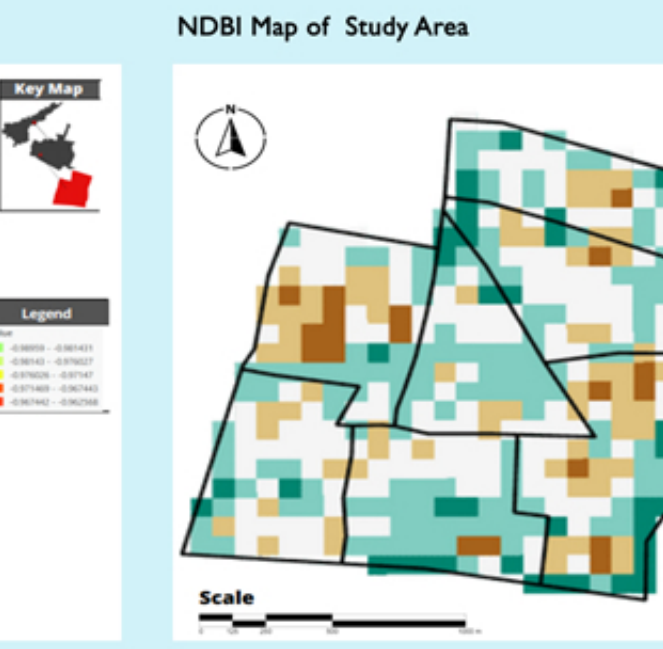 NDBI Map of Study Area
Key Map
N
Legend
-0.98143 - -0.976027
-0.976026 - -0.97147
-0.971469 - -0.967443
-0.967442 - -0.962568
Scale
0 125 250 500 1000 m